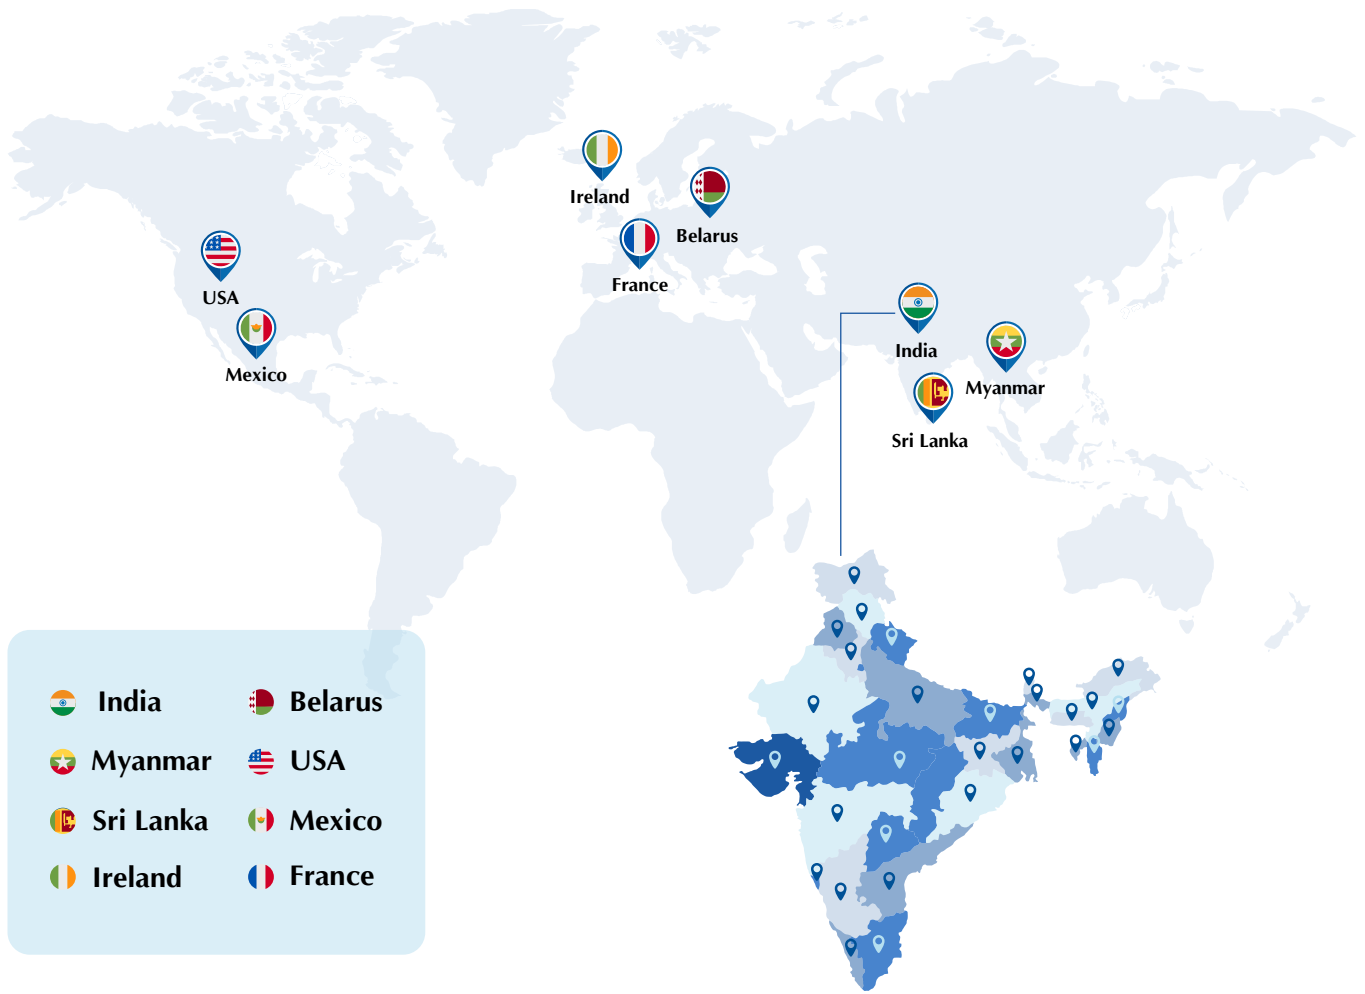 Ireland
Belarus
France
USA
Mexico
India
Myanmar
Sri Lanka
India
Belarus
Myanmar
USA
Sri Lanka
Mexico
Ireland
France